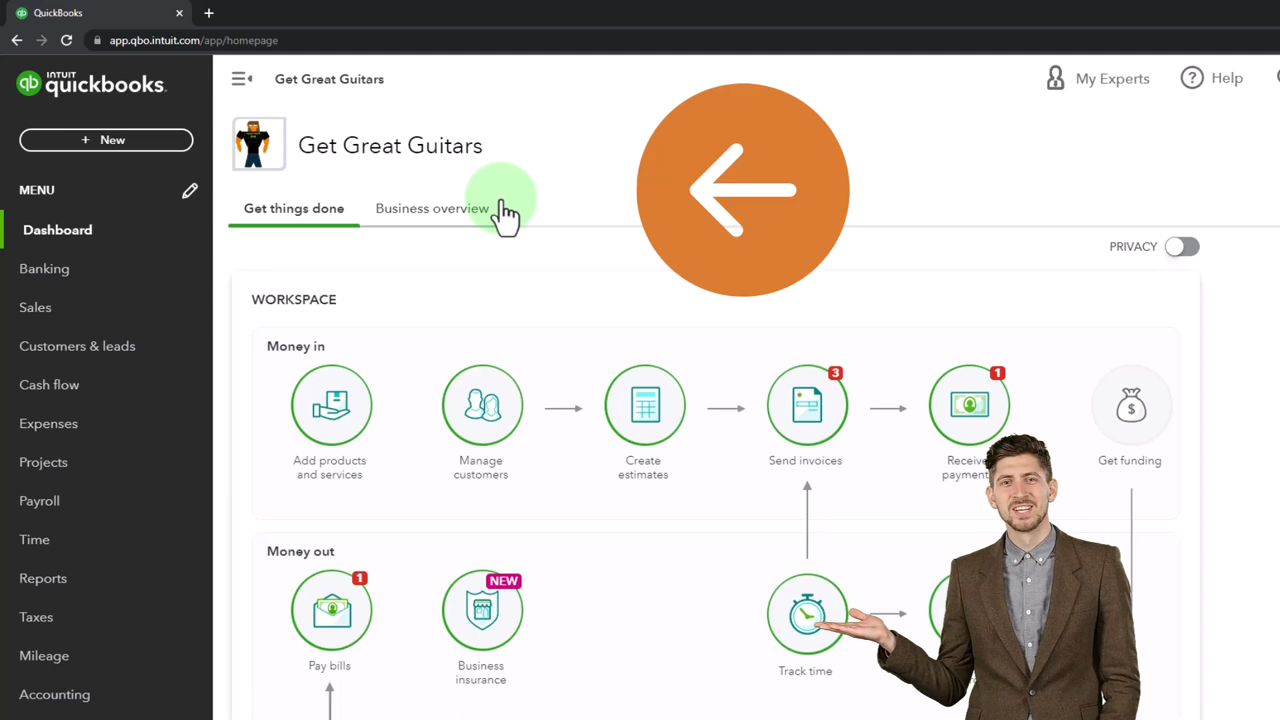 QuickBooks
app.qbo.intuit.com/app/homepage
INTUIT
quickbooks.
Get Great Guitars
My Experts
Help
+ New
Get Great Guitars
MENU
Get things done
Business overview
Dashboard
PRIVACY
Banking
Sales
Customers & leads
Cash flow
Expenses
Projects
Payroll
Time
Reports
Taxes
Mileage
Accounting
WORKSPACE
Money in
3
1
Add products
and services
Manage
customers
Create
estimates
Send invoices
Receive
payment
Get funding
Money out
1
NEW
Pay bills
Business
insurance
Track time